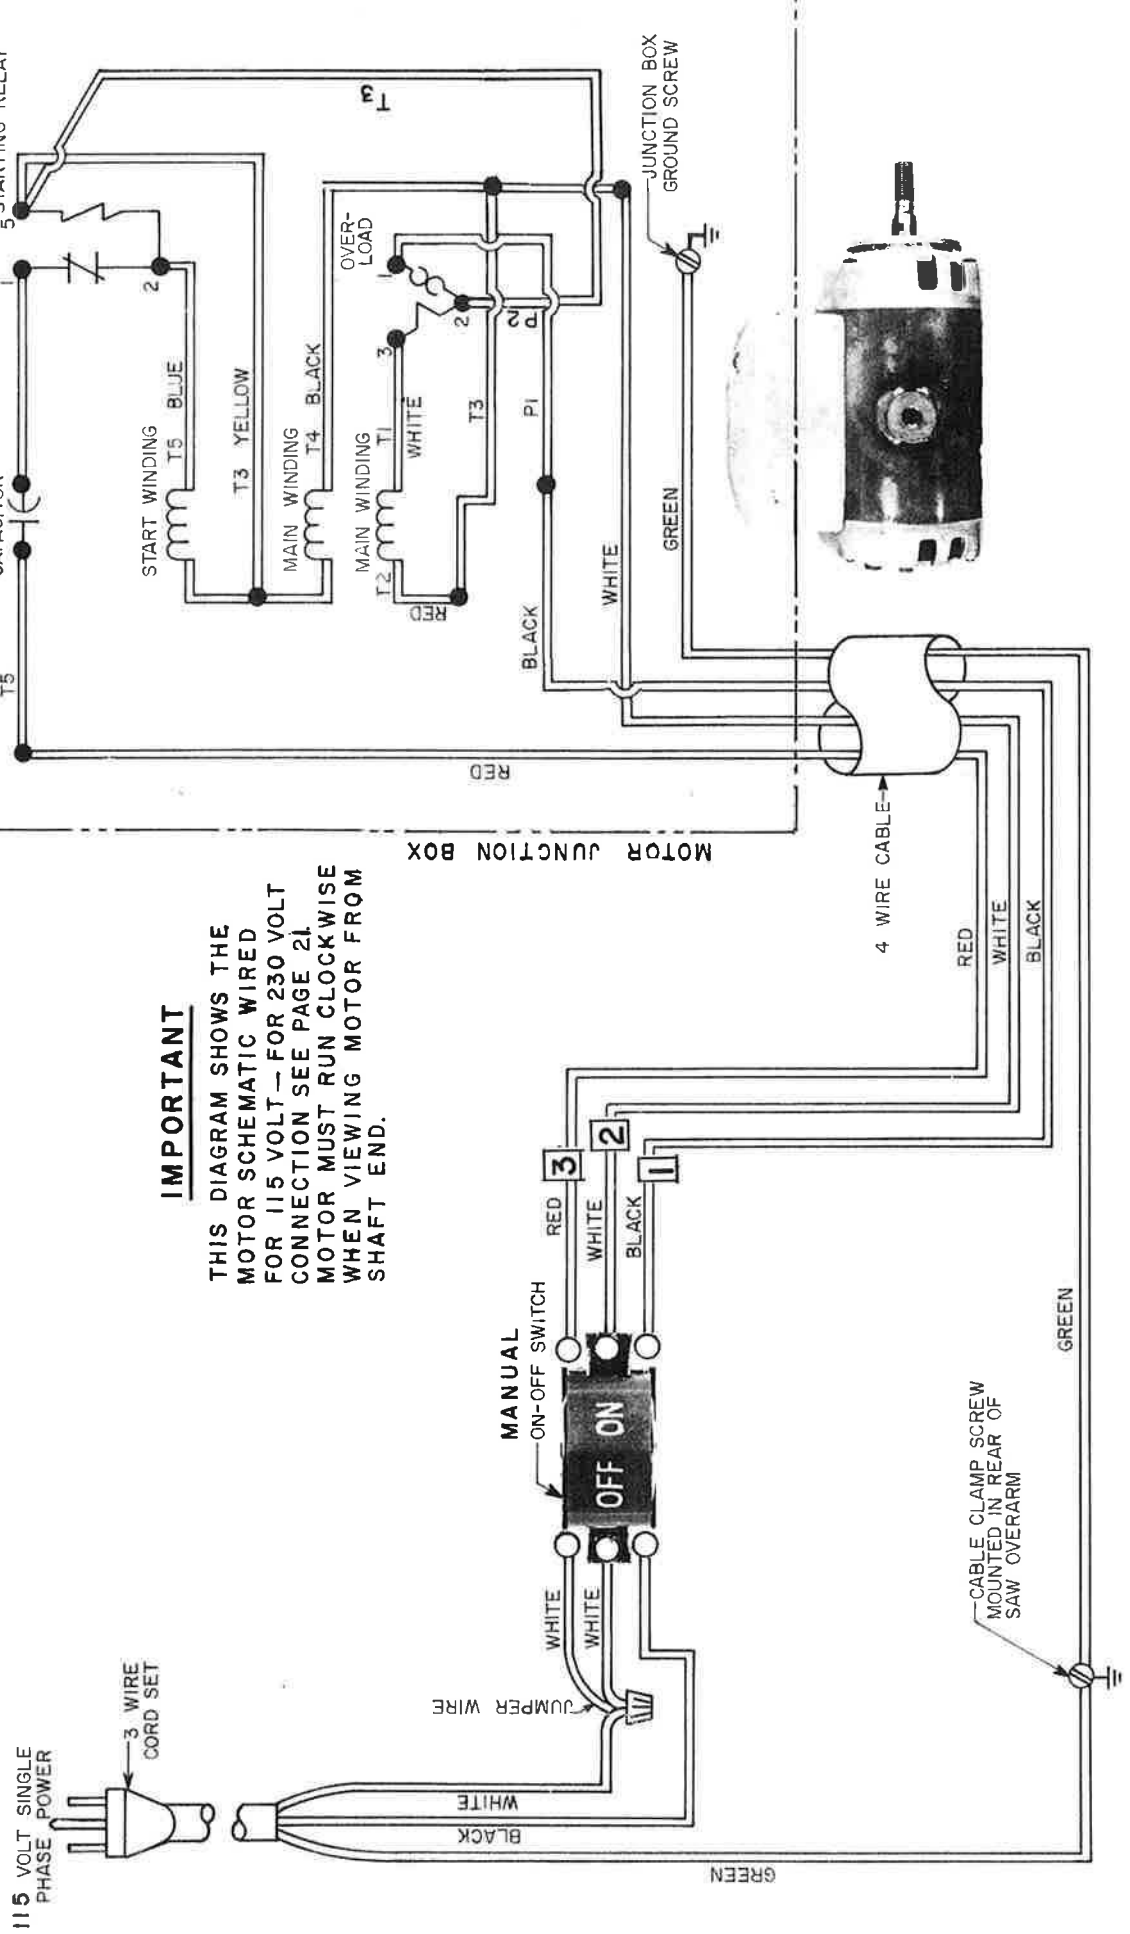 115 VOLT SINGLE
PHASE POWER
3 WIRE
CORD SET
WHITE
BLACK
GREEN
JUMPER WIRE
WHITE
WHITE
MANUAL
ON-OFF SWITCH
OFF ON
RED
WHITE
BLACK
3
2
1
CABLE CLAMP SCREW
MOUNTED IN REAR OF
SAW OVERARM
GREEN
IMPORTANT
THIS DIAGRAM SHOWS THE
MOTOR SCHEMATIC WIRED
FOR 115 VOLT—FOR 230 VOLT
CONNECTION SEE PAGE 21.
MOTOR MUST RUN CLOCKWISE
WHEN VIEWING MOTOR FROM
SHAFT END.
RED
WHITE
BLACK
4 WIRE CABLE
MOTOR JUNCTION BOX
RED
T5
1
5
2
START WINDING
T5 BLUE
T3 YELLOW
MAIN WINDING
T4 BLACK
MAIN WINDING
T2
T1
WHITE
RED
OVER-
LOAD
1
3
2
P2
T3
T3
P1
BLACK
WHITE
GREEN
JUNCTION BOX
GROUND SCREW